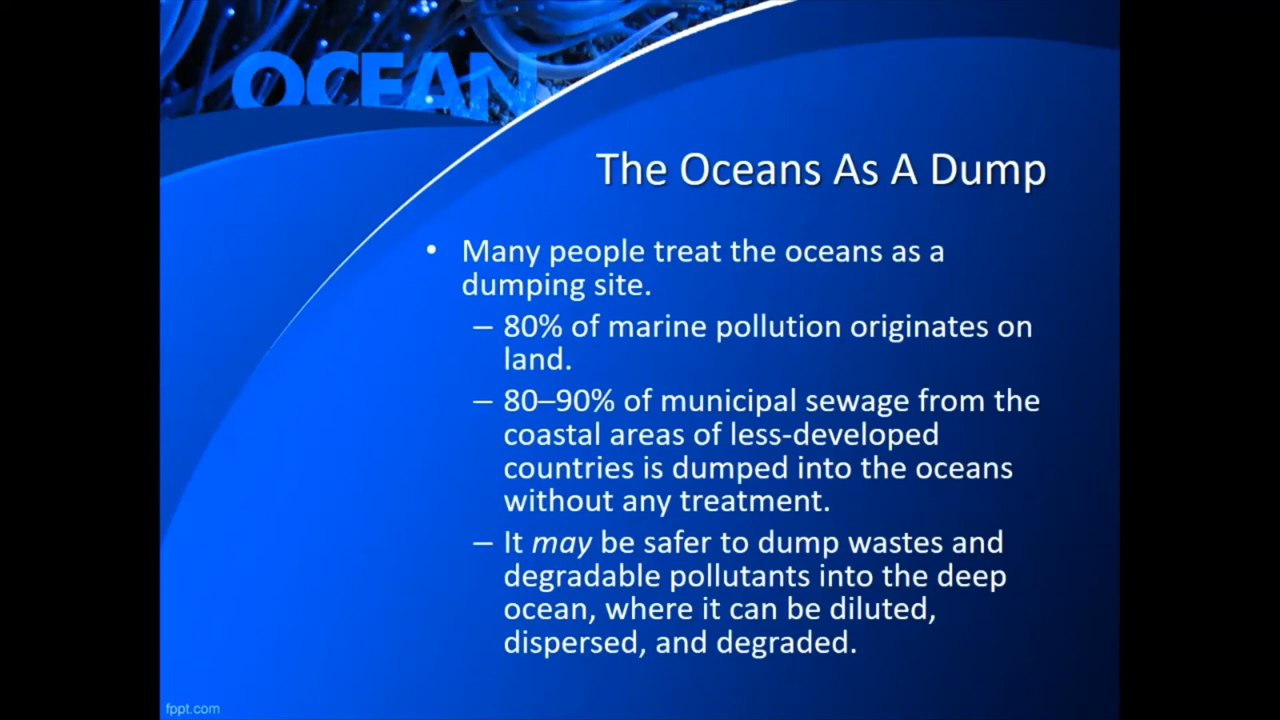 OCEAN
The Oceans As A Dump
• Many people treat the oceans as a
dumping site.
– 80% of marine pollution originates on
land.
– 80–90% of municipal sewage from the
coastal areas of less-developed
countries is dumped into the oceans
without any treatment.
– It may be safer to dump wastes and
degradable pollutants into the deep
ocean, where it can be diluted,
dispersed, and degraded.
fppt.com